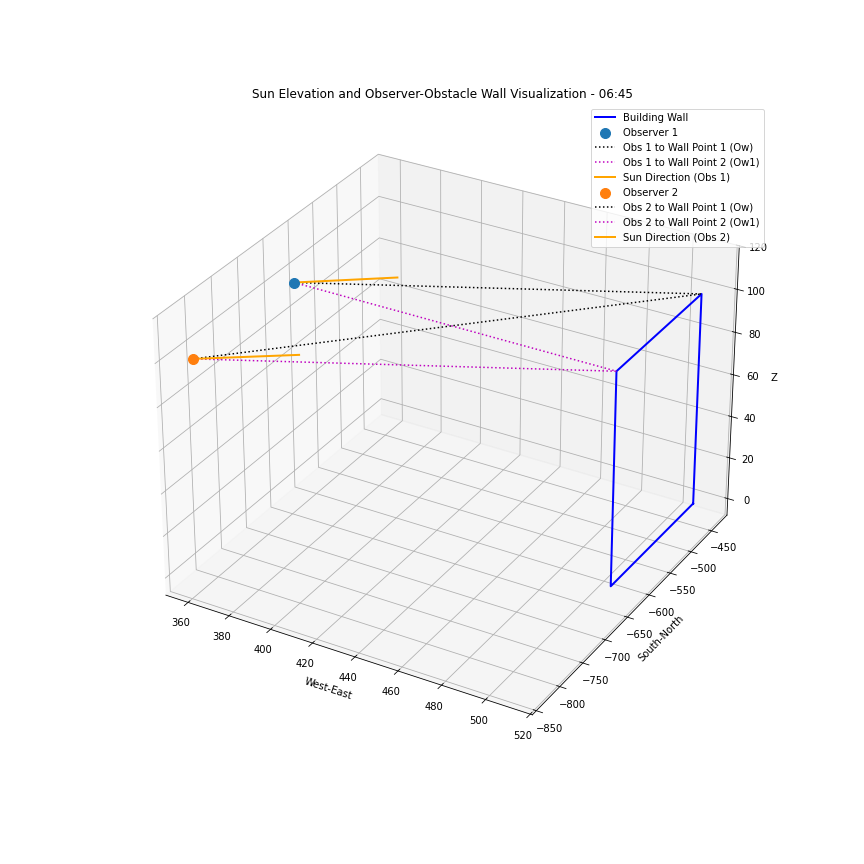 Sun Elevation and Observer-Obstacle Wall Visualization - 06:45
Building Wall
Observer 1
Obs 1 to Wall Point 1 (Ow)
Obs 1 to Wall Point 2 (Ow1)
Sun Direction (Obs 1)
Observer 2
Obs 2 to Wall Point 1 (Ow)
Obs 2 to Wall Point 2 (Ow1)
Sun Direction (Obs 2)
120
100
80
60
40
20
0
Z
−450
−500
−550
−600
−650
−700
−750
−800
−850
South-North
360
380
400
420
440
460
480
500
520
West-East